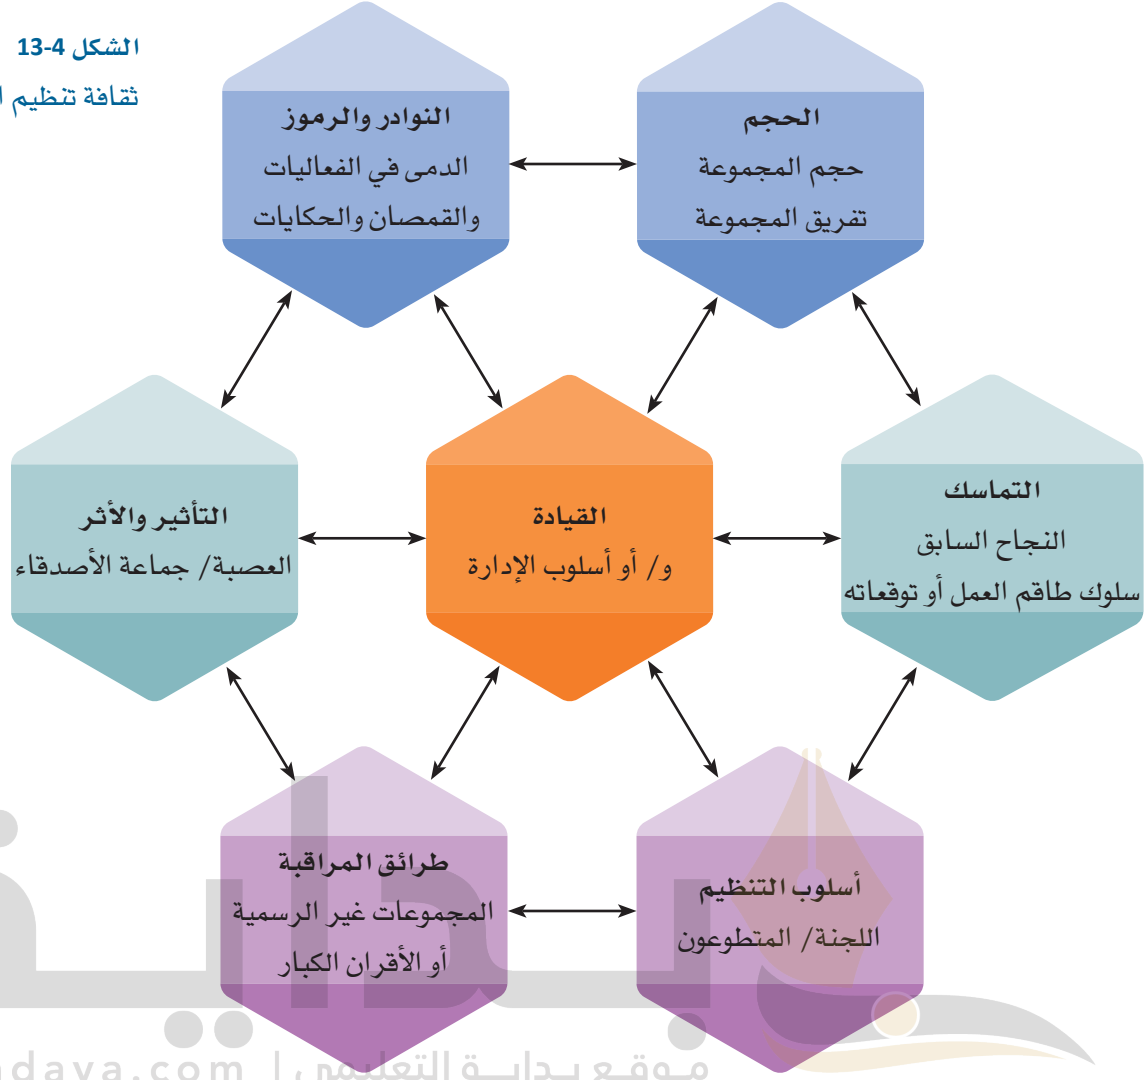 الشكل 4-13
ثقافة تنظيم
الحجم
حجم المجموعة
تفريق المجموعة
النوادر والرموز
الدمى في الفعاليات
والقمصان والحكايات
التماسك
النجاح السابق
سلوك طاقم العمل أو توقعاته
القيادة
و/ أو أسلوب الإدارة
التأثير والأثر
العصبة/ جماعة الأصدقاء
أسلوب التنظيم
اللجنة/ المتطوعون
طرائق المراقبة
المجموعات غير الرسمية
أو الأقران الكبار
موقع بداية التعليمي |